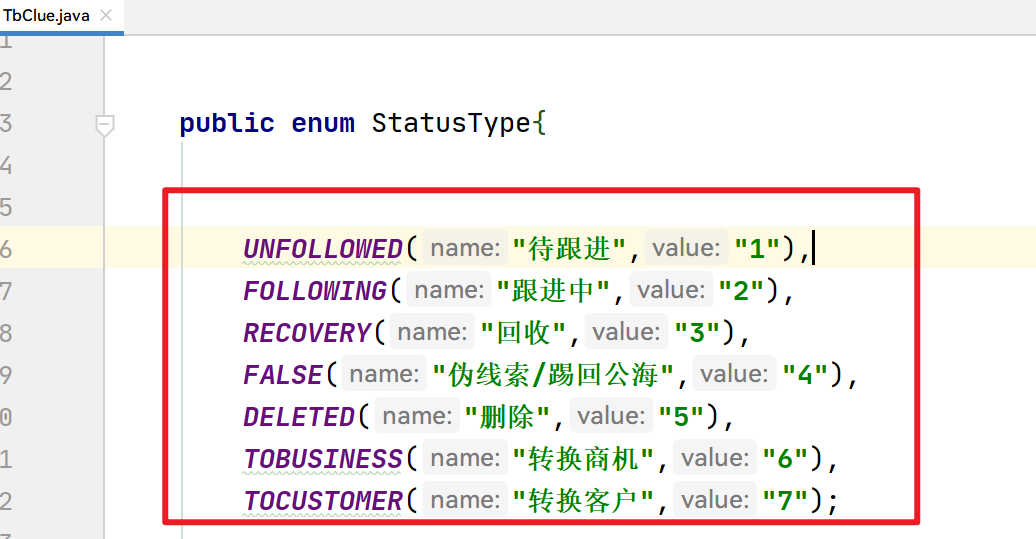 TbClue.java
1
2
3 public enum StatusType{
4
5
6 UNFOLLOWED( name: "待跟进", value: "1"),
7 FOLLOWING( name: "跟进中", value: "2"),
8 RECOVERY( name: "回收", value: "3"),
9 FALSE( name: "伪线索/踢回公海", value: "4"),
0 DELETED( name: "删除", value: "5"),
1 TOBUSINESS( name: "转换商机", value: "6"),
2 TOCUSTOMER( name: "转换客户", value: "7");
3